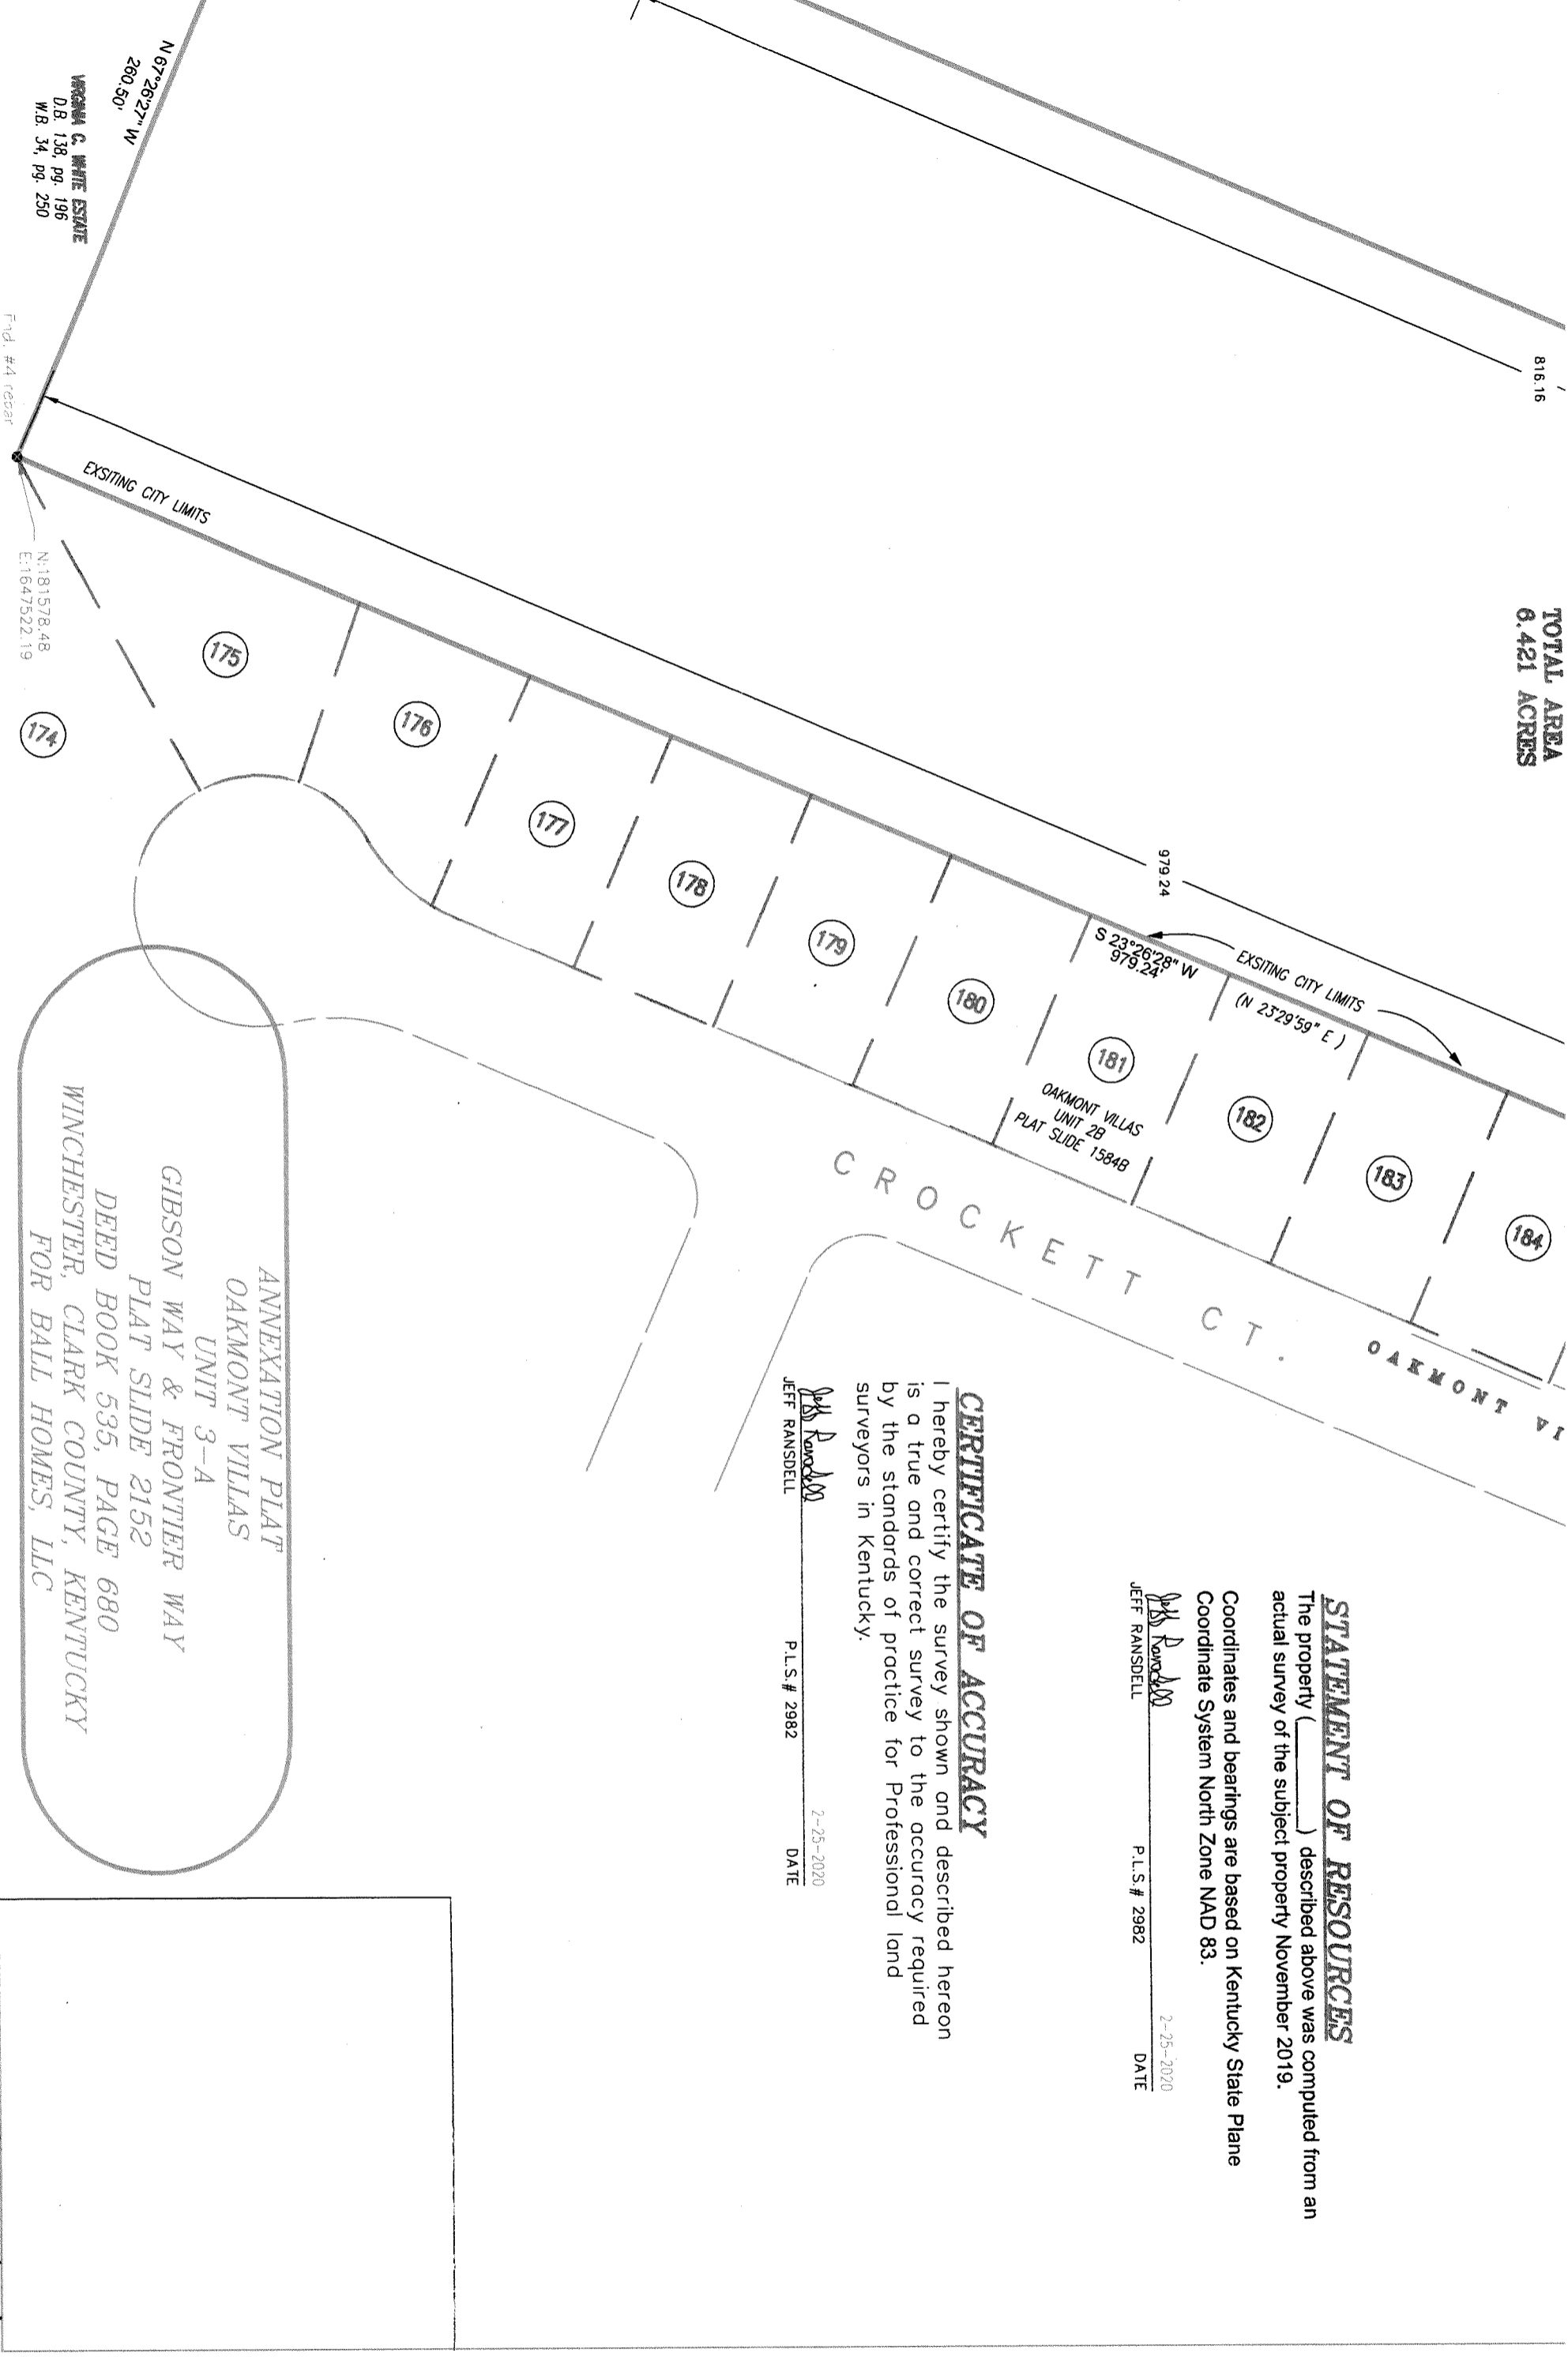 816.16
TOTAL AREA
6.421 ACRES
N 67°26'27" W
260.50'
VIRGINIA C. WHITE ESTATE
D.B. 138, pg. 196
W.B. 34, pg. 250
Fnd. #4 rebar
N:181578.48
E:1647522.19
EXSITING CITY LIMITS
979.24
S 23°26'28" W
979.24'
EXSITING CITY LIMITS
(N 23°29'59" E )
174
175
176
177
178
179
180
181
182
183
184
OAKMONT VILLAS
UNIT 2B
PLAT SLIDE 1584B
CROCKETT CT.
OAKMONT VI
STATEMENT OF RESOURCES
The property (______) described above was computed from an
actual survey of the subject property November 2019.
Coordinates and bearings are based on Kentucky State Plane
Coordinate System North Zone NAD 83.
Jeff Ransdell
2-25-2020
JEFF RANSDELL P.L.S.# 2982 DATE
CERTIFICATE OF ACCURACY
I hereby certify the survey shown and described hereon
is a true and correct survey to the accuracy required
by the standards of practice for Professional land
surveyors in Kentucky.
Jeff Ransdell
2-25-2020
JEFF RANSDELL P.L.S.# 2982 DATE
ANNEXATION PLAT
OAKMONT VILLAS
UNIT 3-A
GIBSON WAY & FRONTIER WAY
PLAT SLIDE 2152
DEED BOOK 535, PAGE 680
WINCHESTER, CLARK COUNTY, KENTUCKY
FOR BALL HOMES, LLC